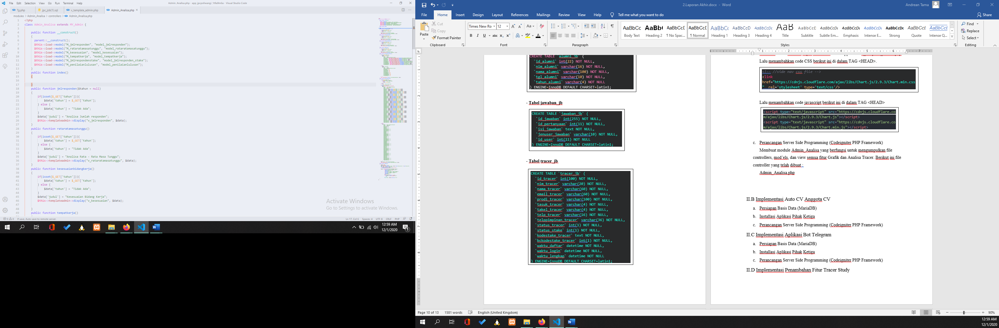 File Edit Selection View Go Run Terminal Help
Admin_Analisa.php - app_jpcpoliwangi_1t9a9m6a - Visual Studio Code
Tg.php
jpc_job(1).sql
v_template_admin.php
Admin_Analisa.php
modules > Admin_Analisa > controllers > Admin_Analisa.php
1 <?php
2 class Admin_Analisa extends MY_Admin {
3
4 public function __construct()
5 {
6 parent::__construct();
7 $this->load->model("M_jmlresponden", "model_jmlresponden");
8 $this->load->model("M_rataratamasatunggu", "model_rataratamasatunggu");
9 $this->load->model("M_kesesuaian", "model_kesesuaian");
10 $this->load->model("M_tempatkerja", "model_tempatkerja");
11 $this->load->model("M_jmlrespondenstake", "model_jmlresponden_stake");
12 $this->load->model("M_penilaianlulusan", "model_penilaianlulusan");
13 }
14 public function index()
15 {
16
17 }
18 public function jmlresponden($tahun = null)
19 {
20 if(isset($_GET['tahun'])){
21 $data['tahun'] = $_GET['tahun'];
22 } else {
23 $data['tahun'] = "Tidak Ada";
24 }
25 $data['judul'] = "Analisa Jumlah responden";
26 $this->templateadmin->display("v_jmlresponden", $data);
27 }
28 public function rataratamasatunggu()
29 {
30 if(isset($_GET['tahun'])){
31 $data['tahun'] = $_GET['tahun'];
32 } else {
33 $data['tahun'] = "Tidak Ada";
34 }
35 $data['judul'] = "Analisa Rata - Rata Masa Tunggu";
36 $this->templateadmin->display("v_rataratamasatunggu", $data);
37 }
38 public function kesesuaianbidangkerja()
39 {
40 if(isset($_GET['tahun'])){
41 $data['tahun'] = $_GET['tahun'];
42 } else {
43 $data['tahun'] = "Tidak Ada";
44 }
45 $data['judul'] = "Kesesuaian Bidang Kerja";
46 $this->templateadmin->display("v_kesesuaian", $data);
47
48 }
49 public function tempatkerja()
Activate Windows
Go to Settings to activate Windows.
0 0 If save, Auto save to remote server.
Ln 17, Col 6 Spaces: 4 UTF-8 CRLF PHP
12:59 AM
12/1/2020
2.Laporan Akhir.docx - Word
Andrean Tama
File Home Insert Design Layout References Mailings Review View Help Tell me what you want to do
Share
Paste
Cut
Copy
Format Painter
Clipboard
Times New Ro 12
Font
Paragraph
Body Text Heading 2 ¶ No Spac... ¶ Normal Heading 1 Heading 3 Heading 4 Title Subtitle Subtle Em... Emphasis Intense E... Strong Quote Intense Q...
Styles
Find
Replace
Select
Editing
CREATE TABLE `alumni_jb` (
`id_alumni` int(22) NOT NULL,
`nim_alumni` varchar(16) NOT NULL,
`nama_alumni` varchar(100) NOT NULL,
`tgl_alumni` varchar(10) NOT NULL,
`tahun_alumni` varchar(4) NOT NULL
) ENGINE=InnoDB DEFAULT CHARSET=latin1;
- Tabel jawaban_jb
CREATE TABLE `jawaban_jb` (
`id_jawaban` int(255) NOT NULL,
`id_pertanyaan` int(11) NOT NULL,
`isi_jawaban` text NOT NULL,
`jenuser_jawaban` varchar(10) NOT NULL,
`id_user` int(11) NOT NULL
) ENGINE=InnoDB DEFAULT CHARSET=latin1;
- Tabel tracer_jb
CREATE TABLE `tracer_jb` (
`id_tracer` int(100) NOT NULL,
`nim_tracer` varchar(20) NOT NULL,
`nama_tracer` varchar(60) NOT NULL,
`email_tracer` varchar(60) NOT NULL,
`prodi_tracer` varchar(100) NOT NULL,
`tasuk_tracer` varchar(4) NOT NULL,
`takel_tracer` varchar(4) NOT NULL,
`telp_tracer` varchar(16) NOT NULL,
`telppimpinan_tracer` varchar(36) NOT NULL,
`status_tracer` int(1) NOT NULL,
`status_stake` int(1) NOT NULL,
`kodestake_tracer` text NOT NULL,
`bckodestake_tracer` int(1) NOT NULL,
`waktu_daftar` datetime NOT NULL,
`waktu_login` datetime NOT NULL,
`waktu_lengkap` datetime NOT NULL
) ENGINE=InnoDB DEFAULT CHARSET=latin1;
Lalu menambahkan code CSS berikut ini di dalam TAG <HEAD>.
<!-- //side nav css file -->
<link
href="https://cdnjs.cloudflare.com/ajax/libs/Chart.js/2.9.3/Chart.min.css
" rel='stylesheet' type='text/css'/>
Lalu menambahkan code javascript berikut ini di dalam TAG <HEAD>
<script type="text/javascript" src="https://cdnjs.cloudflare.co
m/ajax/libs/Chart.js/2.9.3/Chart.js"></script>
<script type="text/javascript" src="https://cdnjs.cloudflare.co
m/ajax/libs/Chart.js/2.9.3/Chart.min.js"></script>
c. Perancangan Server Side Programming (Codeigniter PHP Framework)
Membuat module Admin_Analisa yang berfungsi untuk mengumpulkan file
controllers, mod'els, dan view semua fitur Grafik dan Analisa Tracer. Berikut ini file
controller yang telah dibuat :
Admin_Analisa.php
II.B Implementasi Auto CV Anggota CV
a. Persiapan Basis Data (MariaDB)
b. Installasi Aplikasi Pihak Ketiga
c. Perancangan Server Side Programming (Codeigniter PHP Framework)
II.C Implementasi Aplikasi Bot Telegram
a. Persiapan Basis Data (MariaDB)
b. Installasi Aplikasi Pihak Ketiga
c. Perancangan Server Side Programming (Codeigniter PHP Framework)
II.D Implementasi Penambahan Fitur Tracer Study
Page 10 of 13 1581 words English (United Kingdom)
90%
12:59 AM
12/1/2020